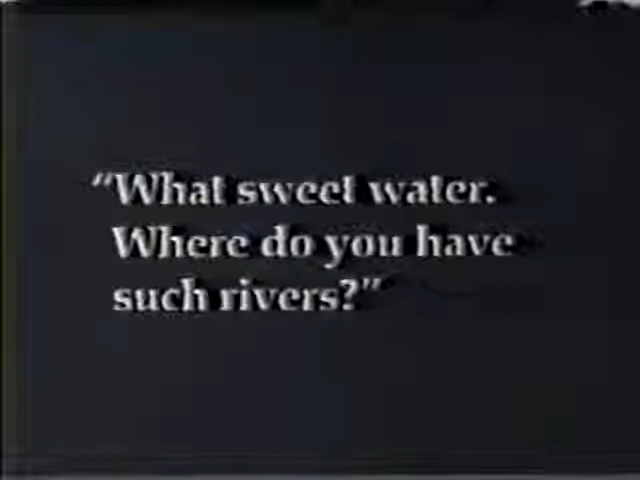 “What sweet water.
Where do you have
such rivers?”